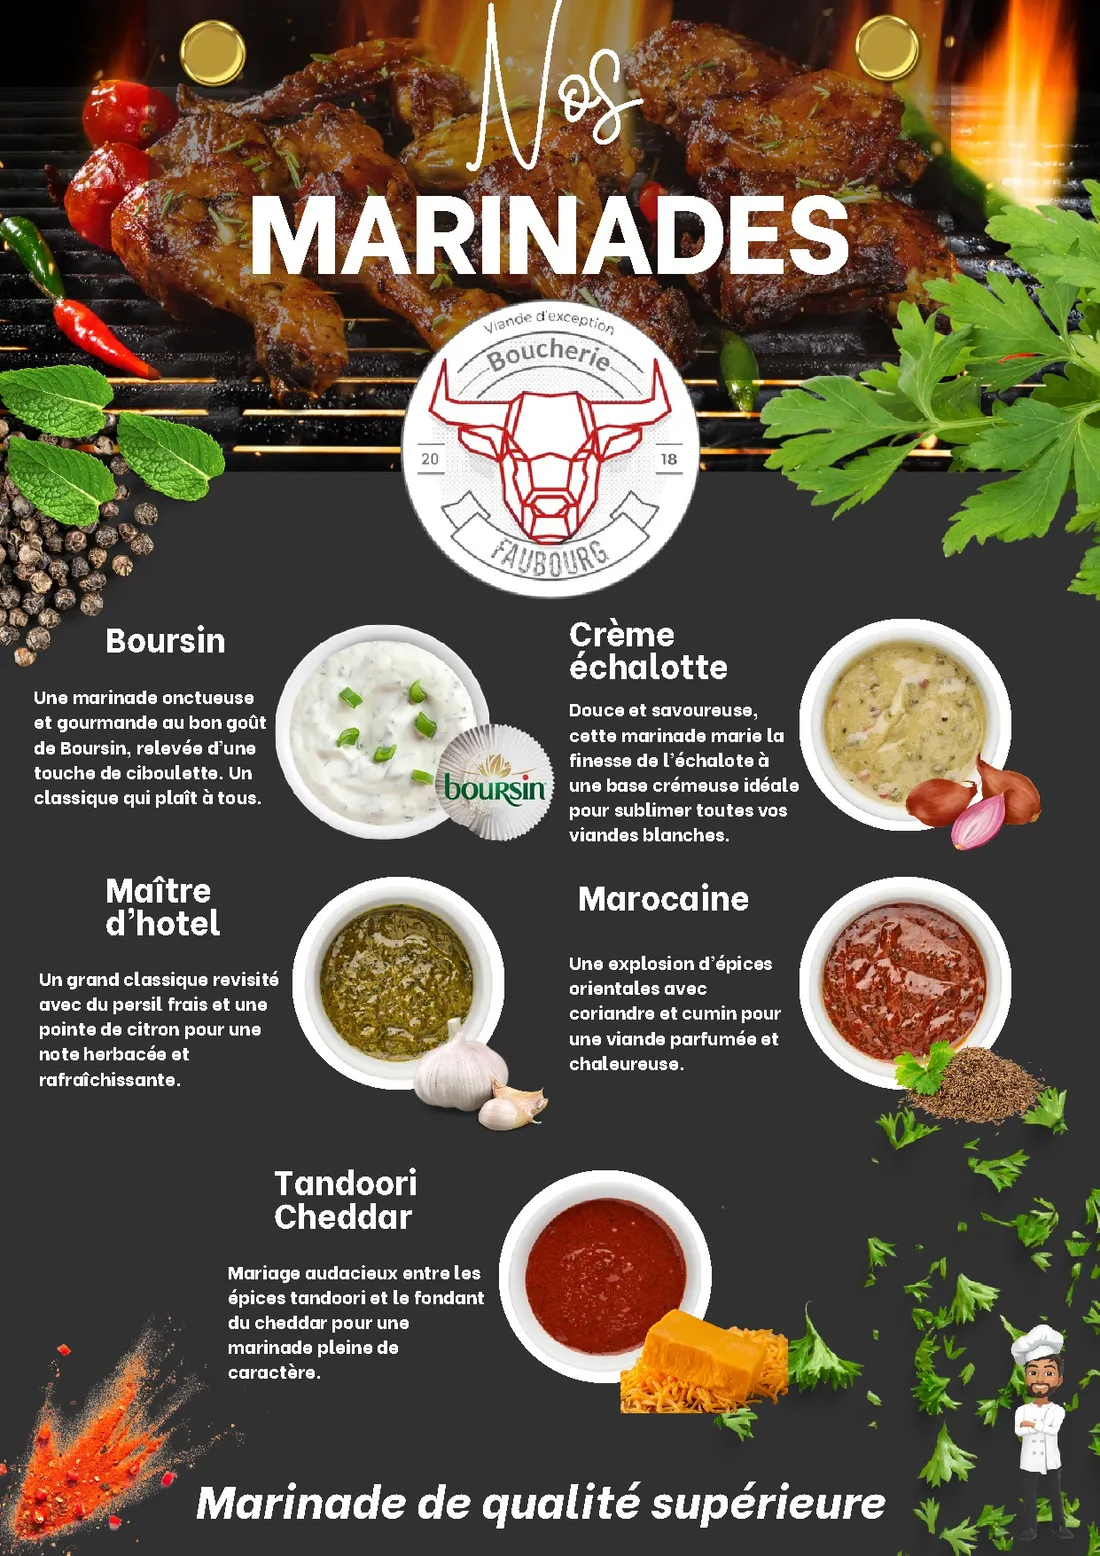 Nos
MARINADES
Viande d'exception
Boucherie
20
18
FAUBOURG
Boursin
Une marinade onctueuse
et gourmande au bon goût
de Boursin, relevée d'une
touche de ciboulette. Un
classique qui plaît à tous.
boursin
Crème
échalotte
Douce et savoureuse,
cette marinade marie la
finesse de l'échalote à
une base crémeuse idéale
pour sublimer toutes vos
viandes blanches.
Maître
d'hotel
Un grand classique revisité
avec du persil frais et une
pointe de citron pour une
note herbacée et
rafraîchissante.
Marocaine
Une explosion d'épices
orientales avec
coriandre et cumin pour
une viande parfumée et
chaleureuse.
Tandoori
Cheddar
Mariage audacieux entre les
épices tandoori et le fondant
du cheddar pour une
marinade pleine de
caractère.
Marinade de qualité supérieure